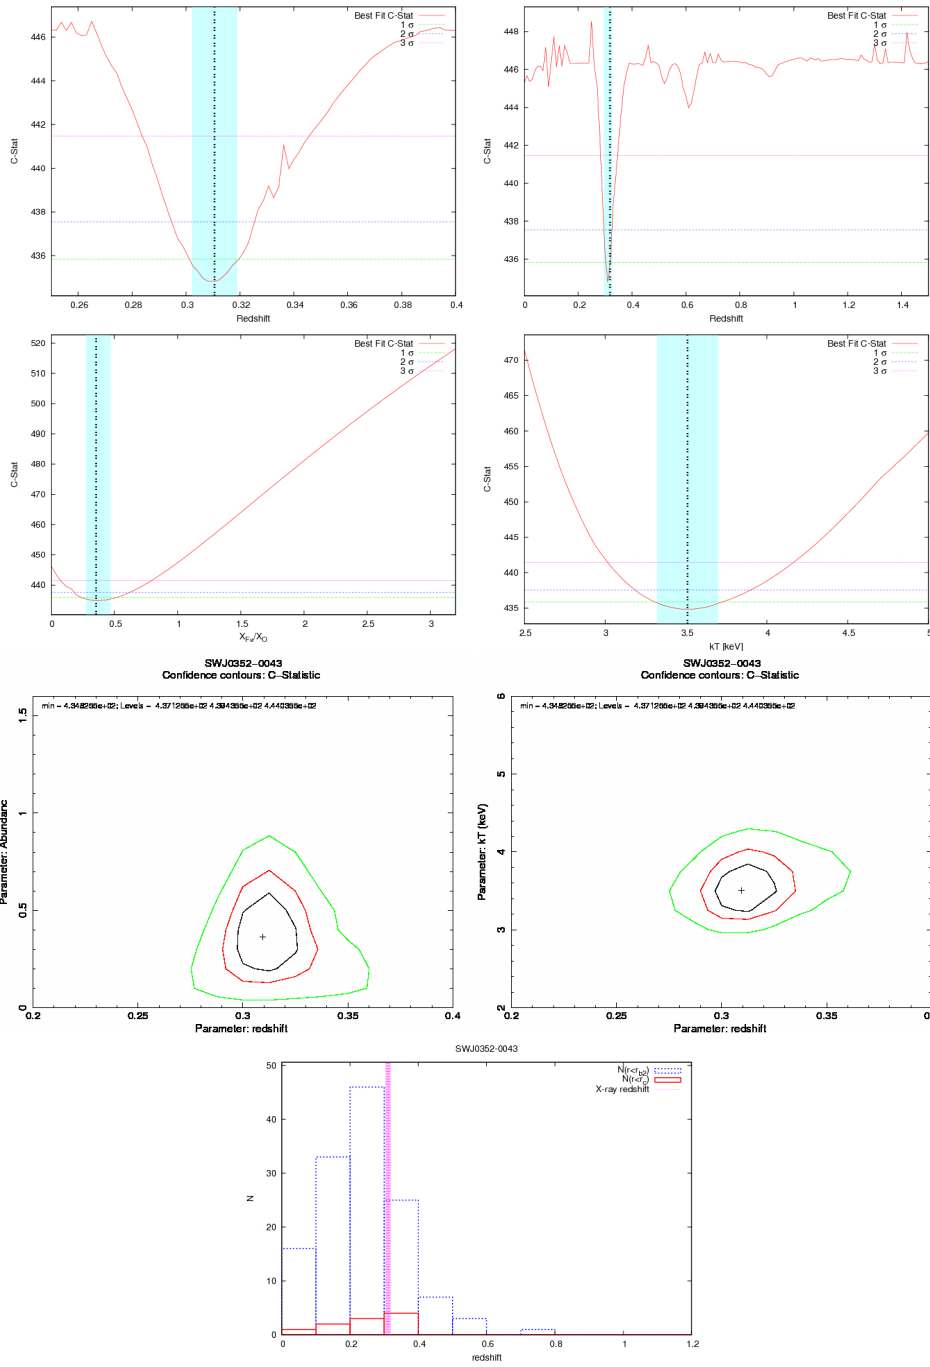 Best Fit C-Stat
1 σ
2 σ
3 σ
446
444
442
440
438
436
C-Stat
0.26 0.28 0.3 0.32 0.34 0.36 0.38 0.4
Redshift
Best Fit C-Stat
1 σ
2 σ
3 σ
448
446
444
442
440
438
436
C-Stat
0 0.2 0.4 0.6 0.8 1 1.2 1.4
Redshift
Best Fit C-Stat
1 σ
2 σ
3 σ
520
510
500
490
480
470
460
450
440
C-Stat
0 0.5 1 1.5 2 2.5 3
X_Fe/X_O
Best Fit C-Stat
1 σ
2 σ
3 σ
470
465
460
455
450
445
440
435
C-Stat
2.5 3 3.5 4 4.5 5
kT [keV]
SWJ0352-0043
Confidence contours: C-Statistic
1.5
1
0.5
0
Parameter: Abundanc
0.2 0.25 0.3 0.35 0.4
Parameter: redshift
SWJ0352-0043
Confidence contours: C-Statistic
6
5
4
3
2
Parameter: kT (keV)
0.2 0.25 0.3 0.35
Parameter: redshift
SWJ0352-0043
N(r<r_b2)
N(r<r_c)
X-ray redshift
50
40
30
20
10
0
N
0 0.2 0.4 0.6 0.8 1 1.2
redshift